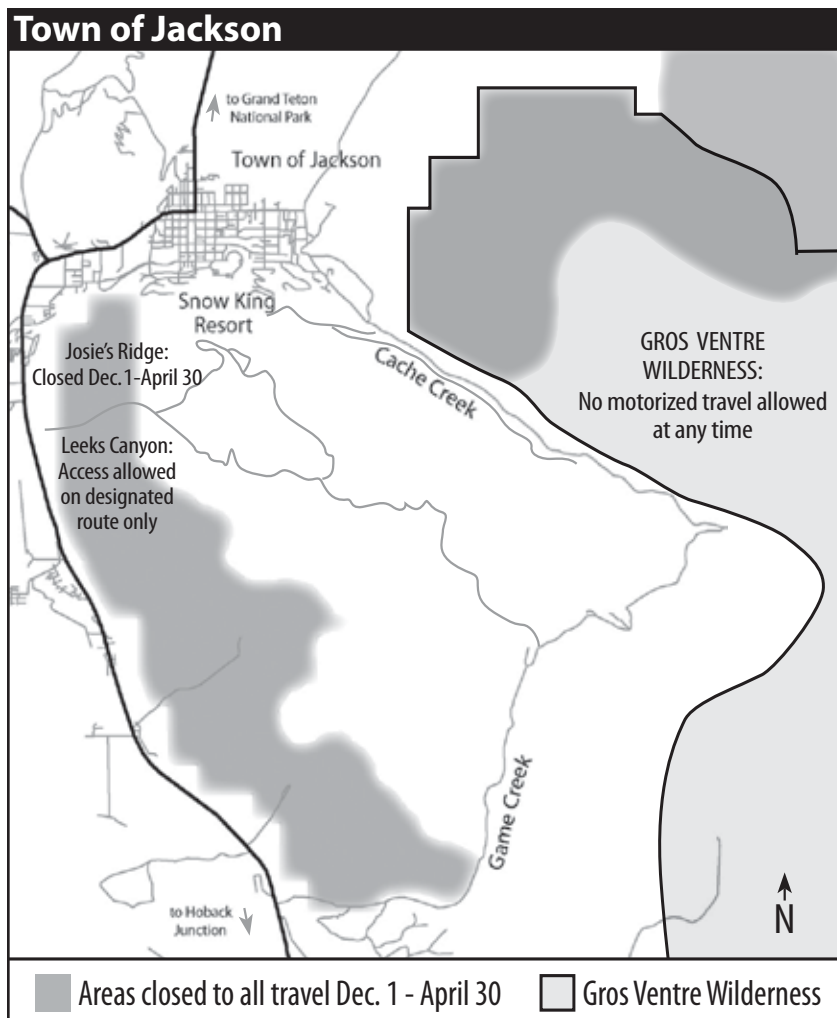 Town of Jackson
to Grand Teton
National Park
Town of Jackson
Snow King
Resort
Josie's Ridge:
Closed Dec.1-April 30
Cache Creek
GROS VENTRE
WILDERNESS:
No motorized travel allowed
at any time
Leeks Canyon:
Access allowed
on designated
route only
Game Creek
to Hoback
Junction
N
Areas closed to all travel Dec. 1 - April 30
Gros Ventre Wilderness